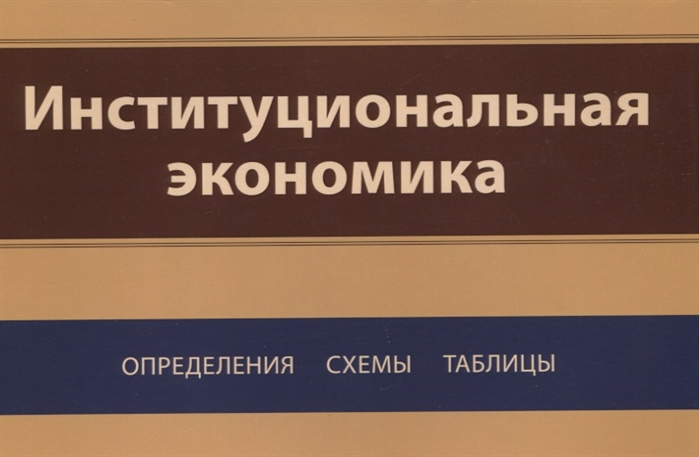 Институциональная
экономика
ОПРЕДЕЛЕНИЯ СХЕМЫ ТАБЛИЦЫ